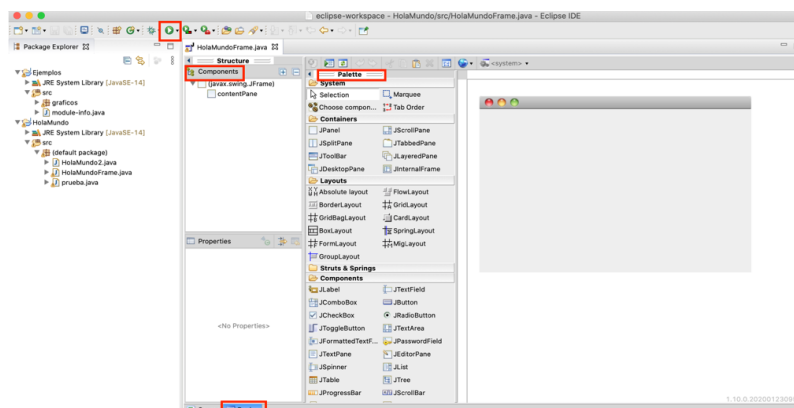 eclipse-workspace - HolaMundo/src/HolaMundoFrame.java - Eclipse IDE
Package Explorer
Ejemplos
JRE System Library [JavaSE-14]
src
graficos
module-info.java
HolaMundo
JRE System Library [JavaSE-14]
src
(default package)
HolaMundo2.java
HolaMundoFrame.java
prueba.java
HolaMundoFrame.java
Structure
Components
(javax.swing.JFrame)
contentPane
Properties
<No Properties>
Palette
System
Selection Marquee
Choose compon... Tab Order
Containers
JPanel JScrollPane
JSplitPane JTabbedPane
JToolBar JLayeredPane
JDesktopPane JInternalFrame
Layouts
Absolute layout FlowLayout
BorderLayout GridLayout
GridBagLayout CardLayout
BoxLayout SpringLayout
FormLayout MigLayout
GroupLayout
Struts & Springs
Components
JLabel JTextField
JComboBox JButton
JCheckBox JRadioButton
JToggleButton JTextArea
JFormattedTextF... JPasswordField
JTextPane JEditorPane
JSpinner JList
JTable JTree
JProgressBar JScrollBar
<system>
1.10.0.2020012309